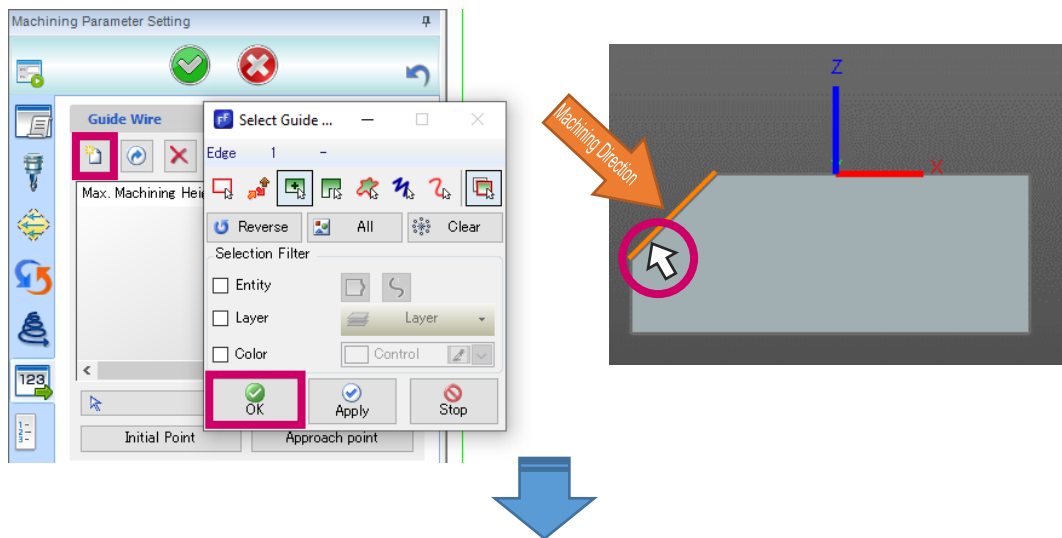 Machining Parameter Setting
Guide Wire
Select Guide ...
Edge 1 -
Max. Machining Hei
Reverse
All
Clear
Selection Filter
Entity
Layer
Layer
Color
Control
123
OK
Apply
Stop
Initial Point
Approach point
Machining Direction
Z
X